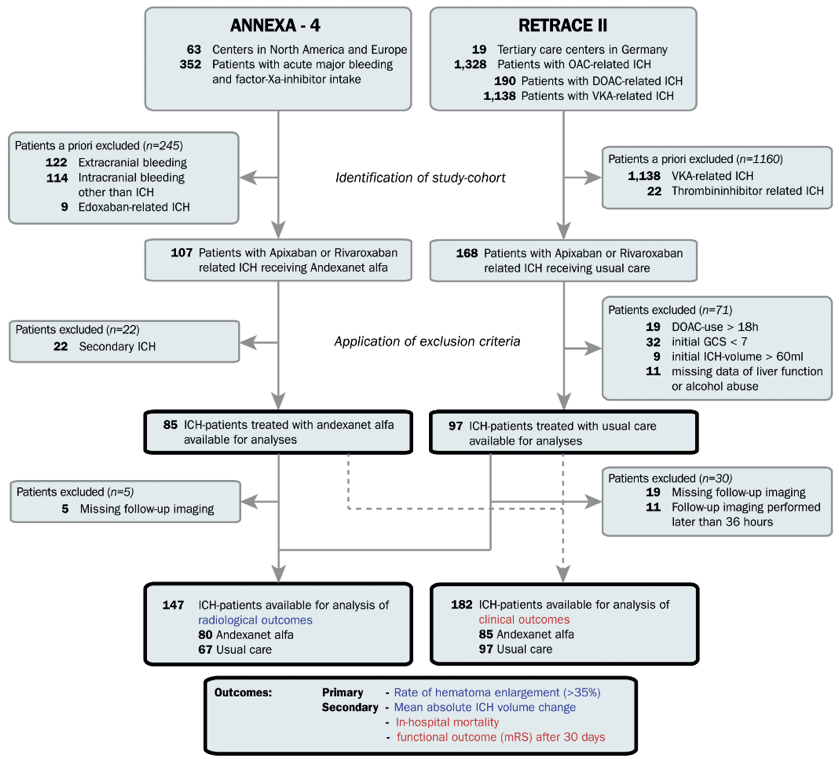 ANNEXA - 4
63 Centers in North America and Europe
352 Patients with acute major bleeding
and factor-Xa-inhibitor intake
RETRACE II
19 Tertiary care centers in Germany
1,328 Patients with OAC-related ICH
190 Patients with DOAC-related ICH
1,138 Patients with VKA-related ICH
Patients a priori excluded (n=245)
122 Extracranial bleeding
114 Intracranial bleeding
other than ICH
9 Edoxaban-related ICH
Identification of study-cohort
Patients a priori excluded (n=1160)
1,138 VKA-related ICH
22 Thrombininhibitor related ICH
107 Patients with Apixaban or Rivaroxaban
related ICH receiving Andexanet alfa
168 Patients with Apixaban or Rivaroxaban
related ICH receiving usual care
Patients excluded (n=22)
22 Secondary ICH
Application of exclusion criteria
Patients excluded (n=71)
19 DOAC-use > 18h
32 initial GCS < 7
9 initial ICH-volume > 60ml
11 missing data of liver function
or alcohol abuse
85 ICH-patients treated with andexanet alfa
available for analyses
97 ICH-patients treated with usual care
available for analyses
Patients excluded (n=5)
5 Missing follow-up imaging
Patients excluded (n=30)
19 Missing follow-up imaging
11 Follow-up imaging performed
later than 36 hours
147 ICH-patients available for analysis of
radiological outcomes
80 Andexanet alfa
67 Usual care
182 ICH-patients available for analysis of
clinical outcomes
85 Andexanet alfa
97 Usual care
Outcomes: Primary - Rate of hematoma enlargement (>35%)
Secondary - Mean absolute ICH volume change
- In-hospital mortality
- functional outcome (mRS) after 30 days